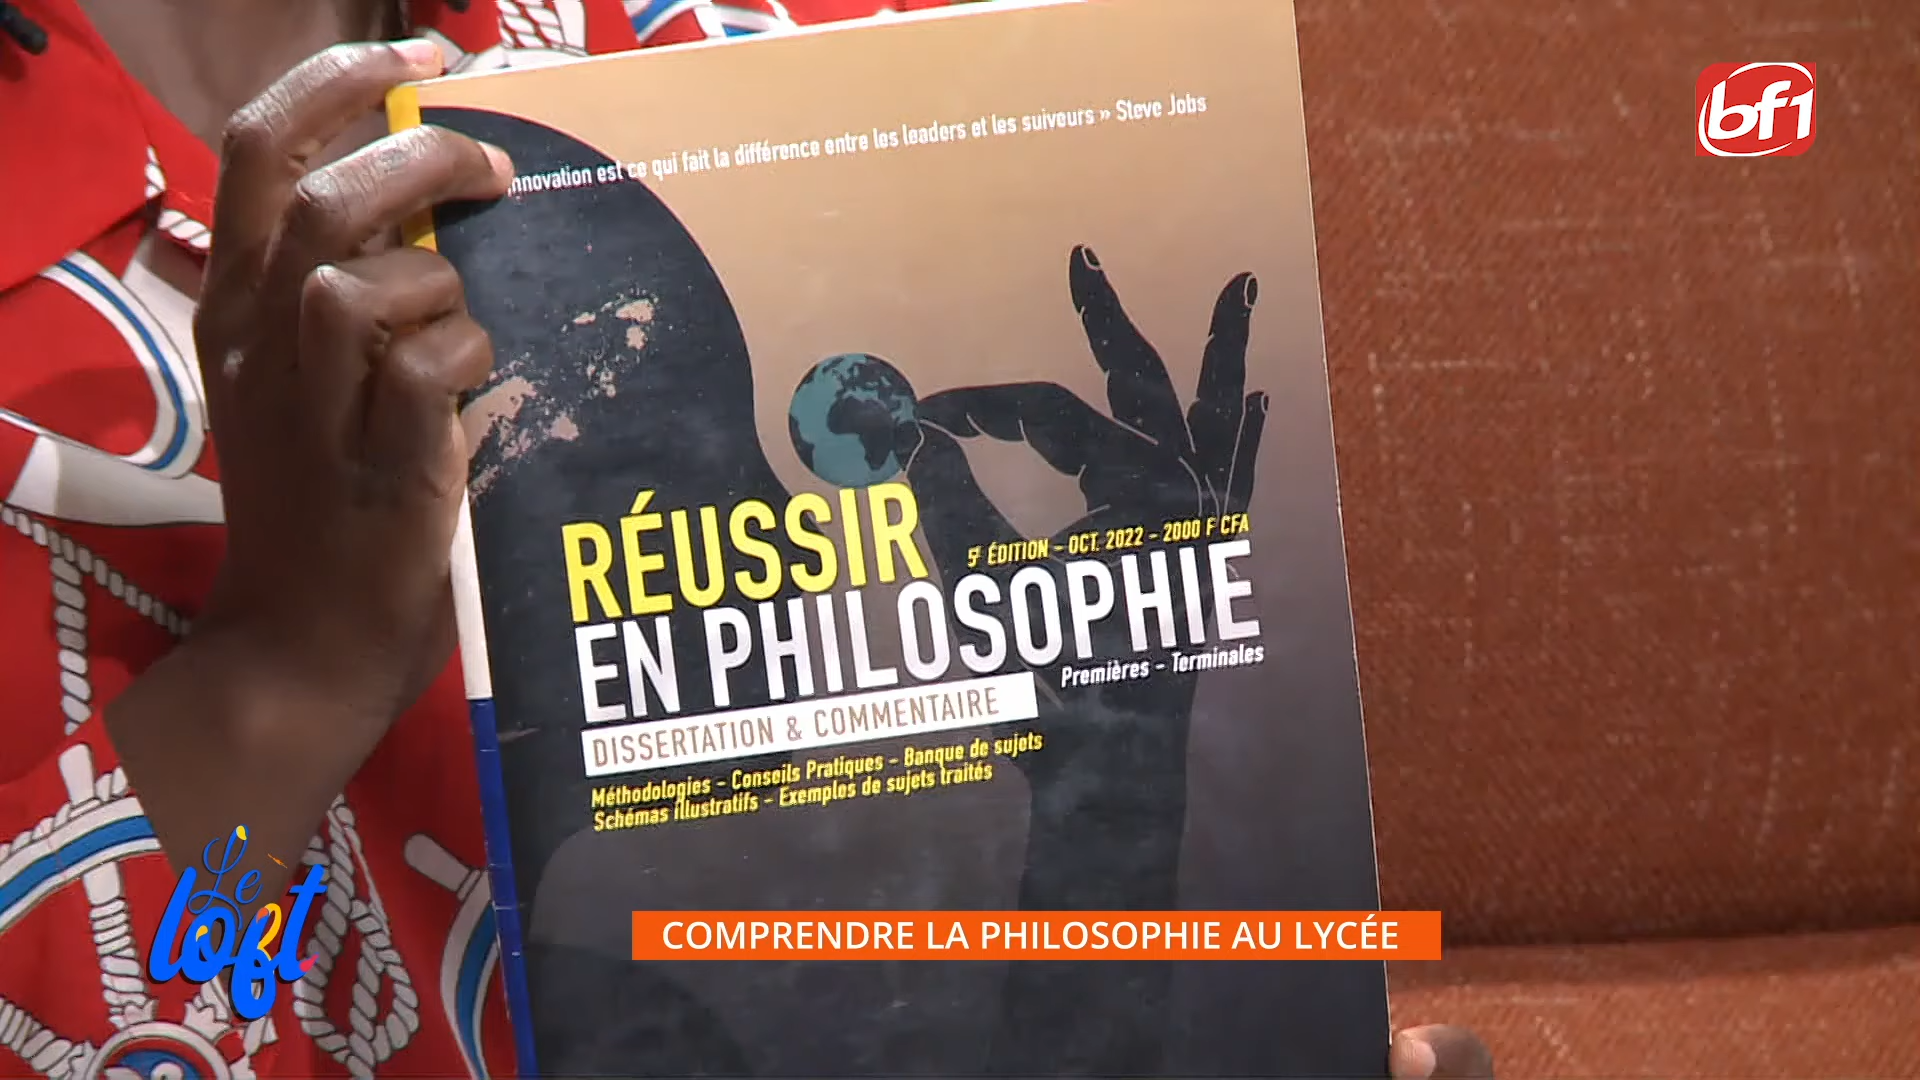 innovation est ce qui fait la différence entre les leaders et les suiveurs » Steve Jobs
bf1
RÉUSSIR
5e ÉDITION - OCT. 2022 - 2000 F CFA
EN PHILOSOPHIE
Premières - Terminales
DISSERTATION & COMMENTAIRE
Méthodologies - Conseils Pratiques - Banque de sujets
Schémas illustratifs - Exemples de sujets traités
Le
loft
COMPRENDRE LA PHILOSOPHIE AU LYCÉE